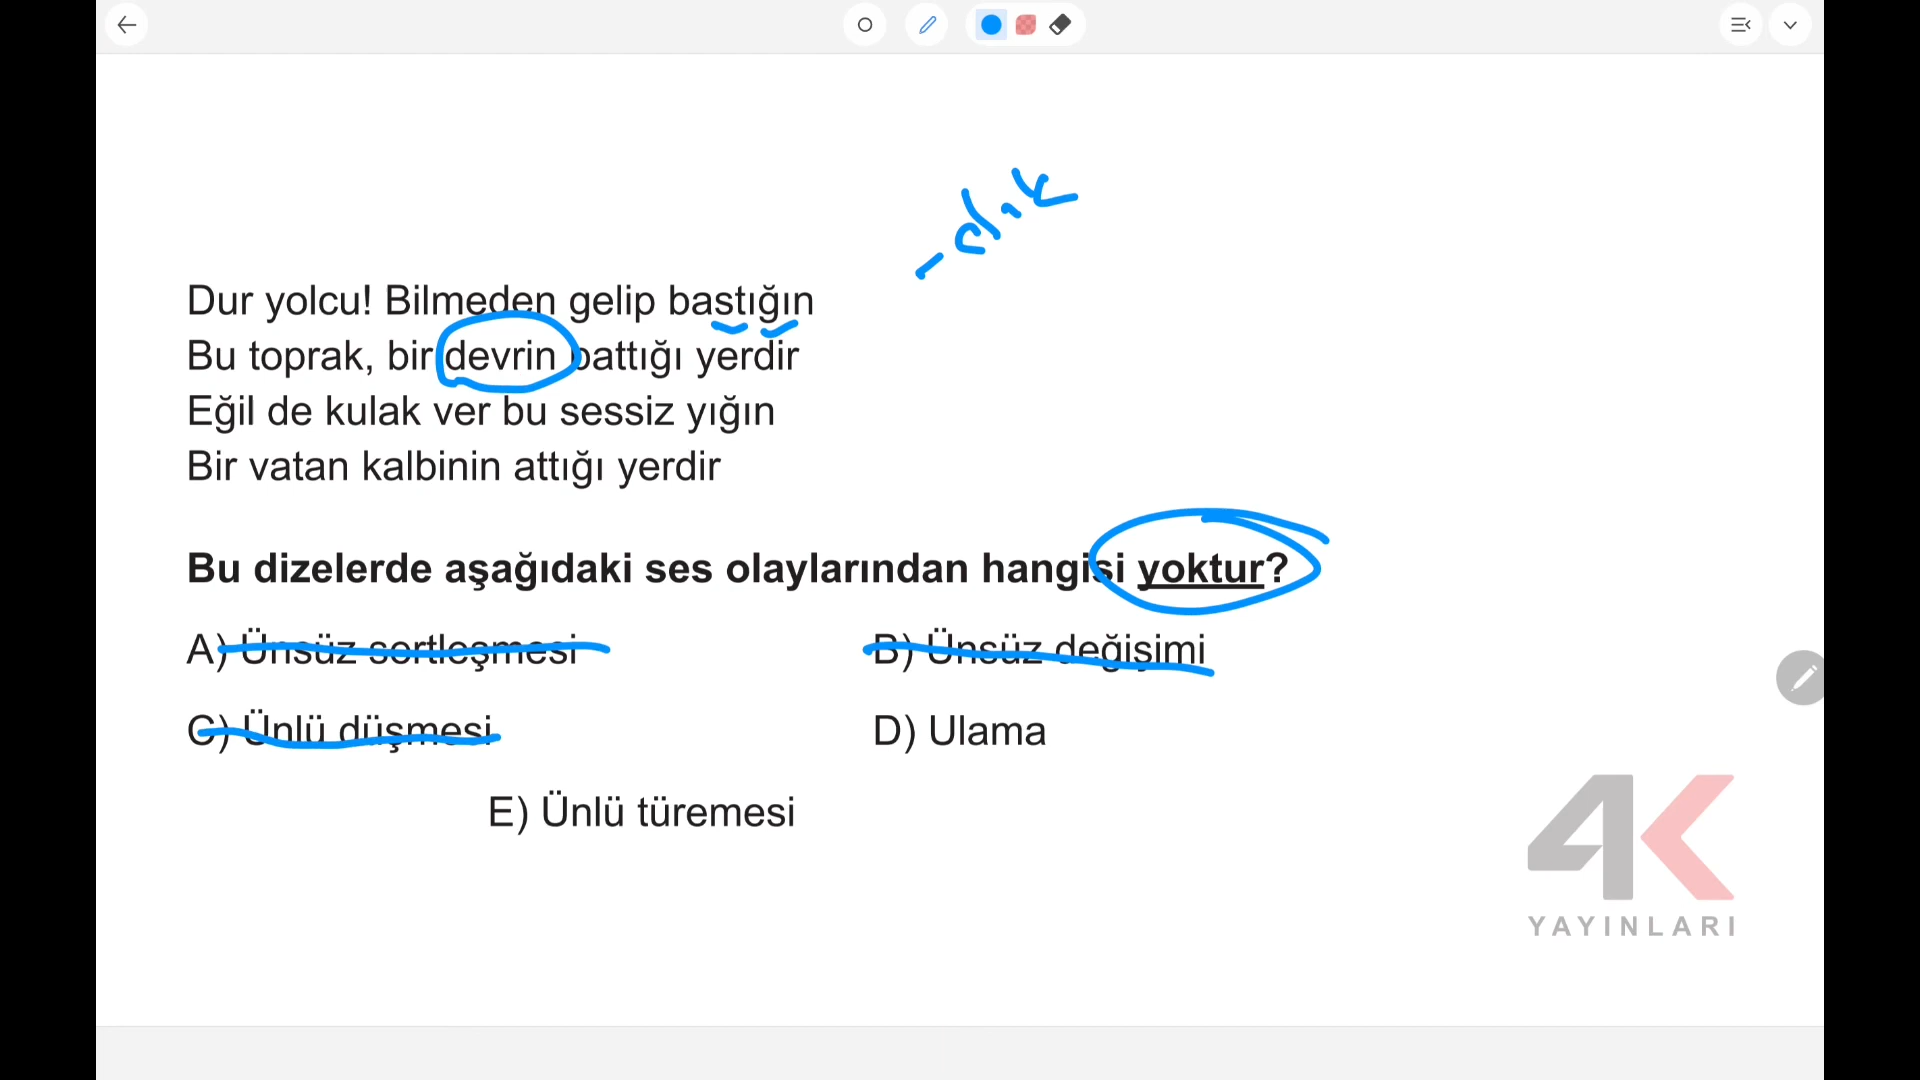 -dık
Dur yolcu! Bilmeden gelip bastığın
Bu toprak, bir devrin battığı yerdir
Eğil de kulak ver bu sessiz yığın
Bir vatan kalbinin attığı yerdir
Bu dizelerde aşağıdaki ses olaylarından hangisi yoktur?
A) Ünsüz sertleşmesi
B) Ünsüz değişimi
C) Ünlü düşmesi
D) Ulama
E) Ünlü türemesi
4K
YAYINLARI